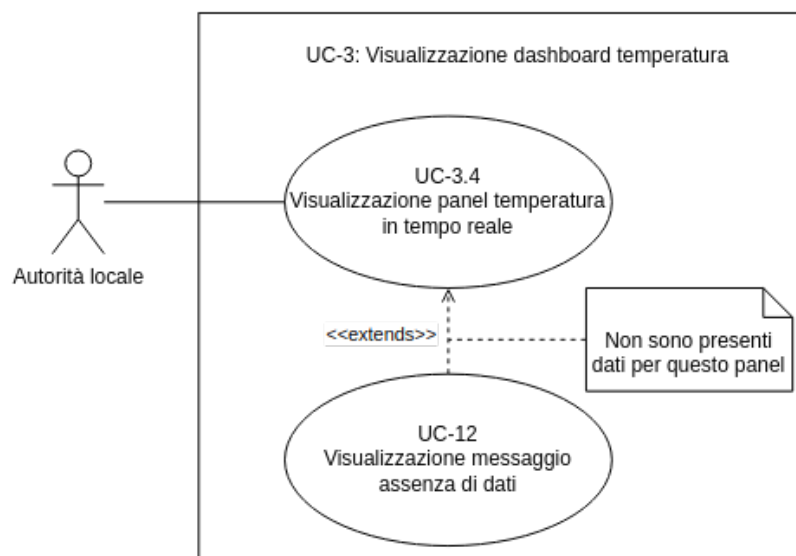 UC-3: Visualizzazione dashboard temperatura
UC-3.4
Visualizzazione panel temperatura
in tempo reale
Autorità locale
<<extends>>
Non sono presenti
dati per questo panel
UC-12
Visualizzazione messaggio
assenza di dati